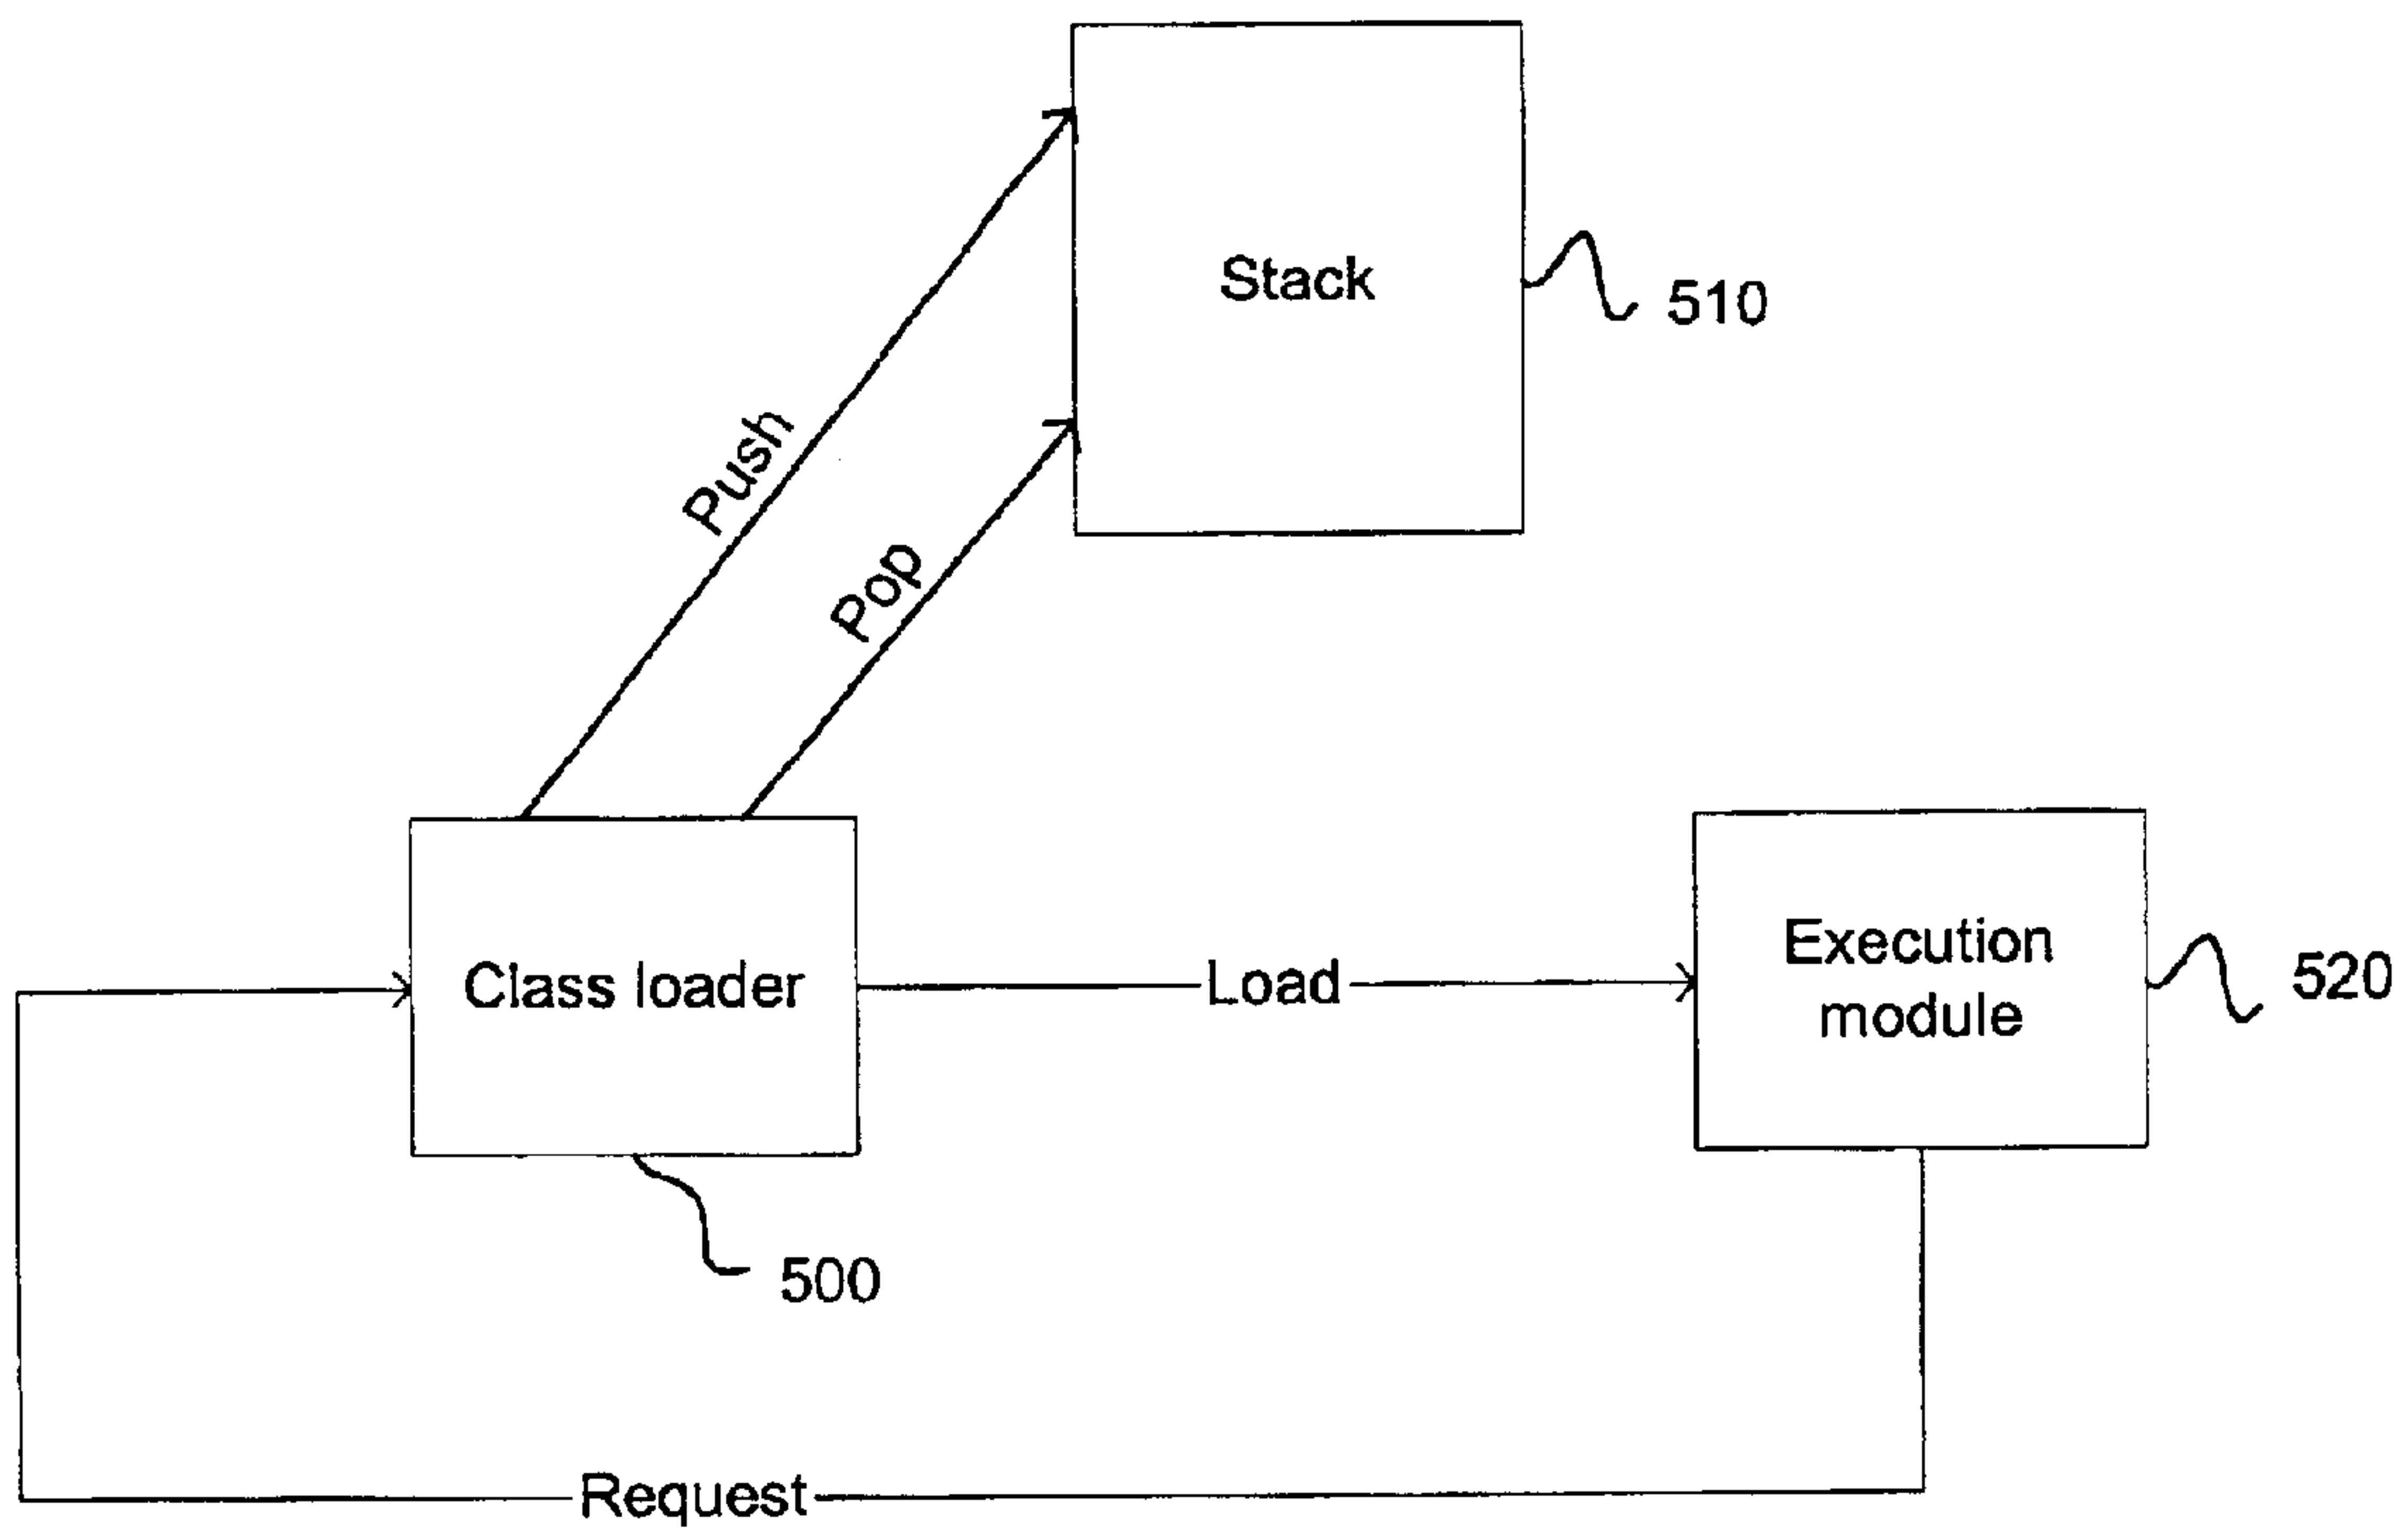 Stack
510
Push
Pop
Class loader
Load
Execution
module
520
500
Request